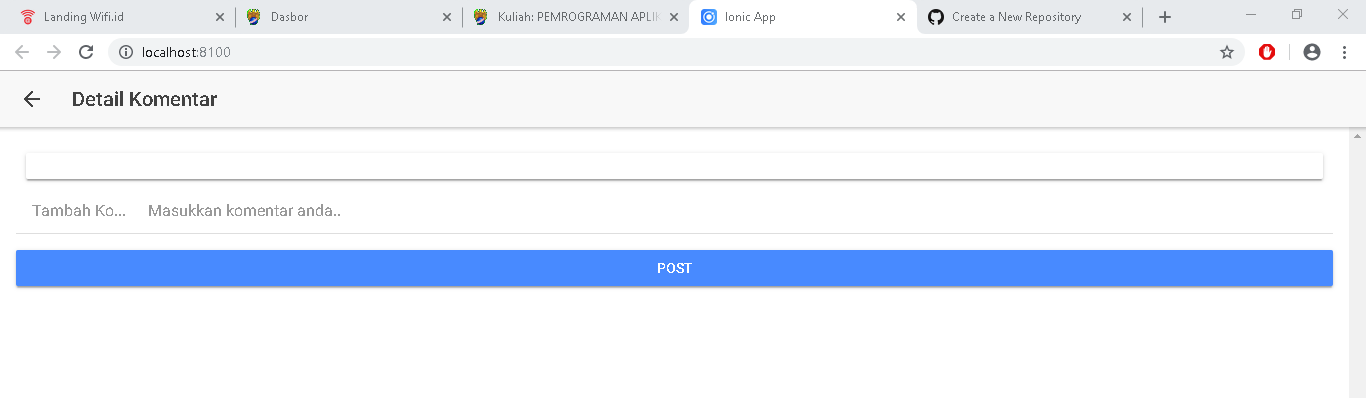 Landing Wifi.id
Dasbor
Kuliah: PEMROGRAMAN APLIK
Ionic App
Create a New Repository
localhost:8100
Detail Komentar
Tambah Ko... Masukkan komentar anda..
POST